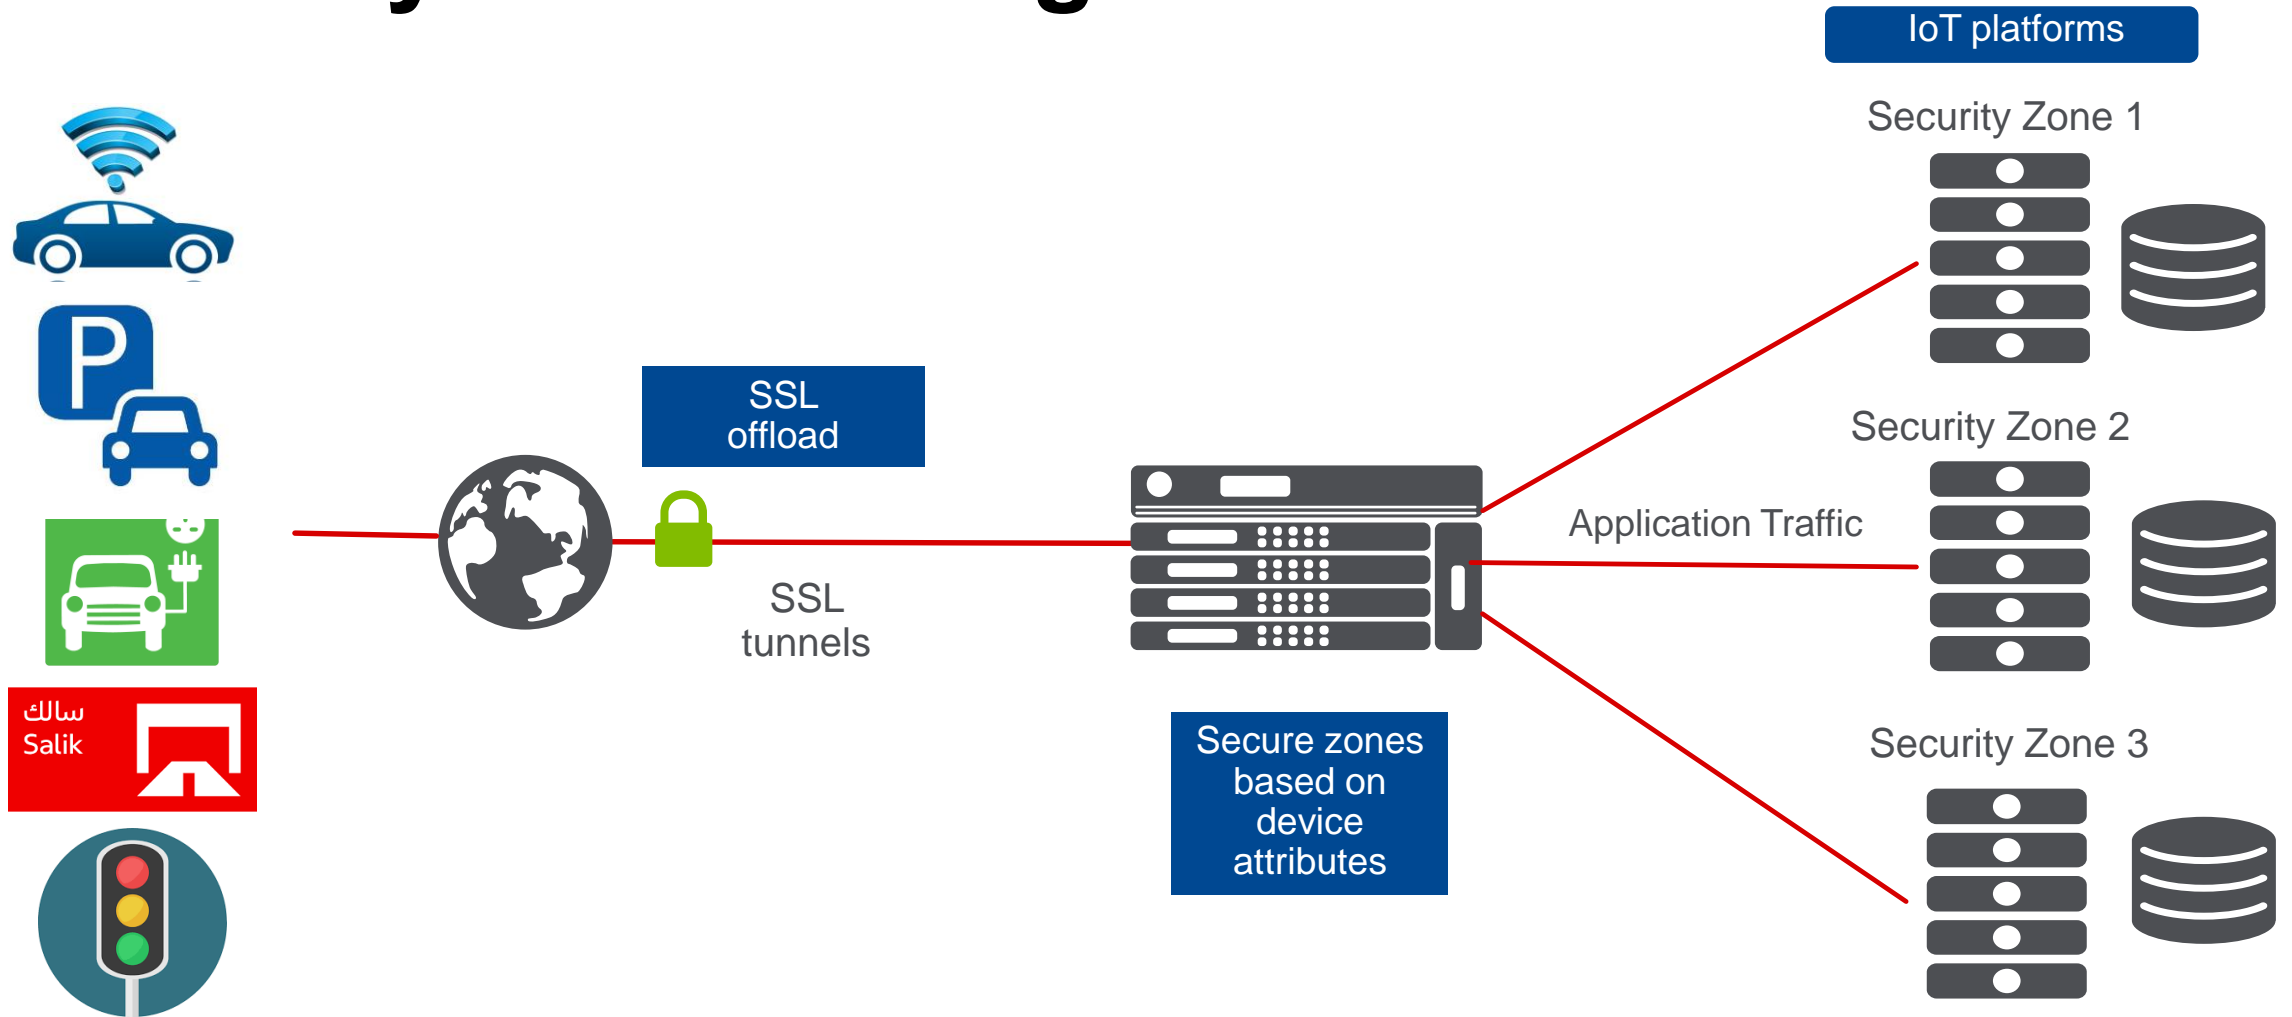 IoT platforms
Security Zone 1
P
SSL
offload
Security Zone 2
Application Traffic
SSL
tunnels
سالك
Salik
Secure zones
based on
device
attributes
Security Zone 3